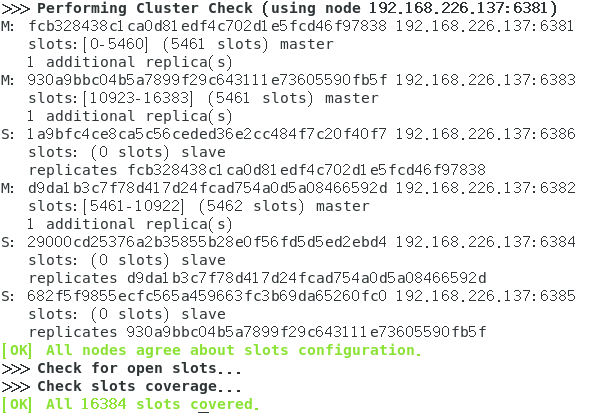 >>> Performing Cluster Check (using node 192.168.226.137:6381)
M: fcb328438c1ca0d81edf4c702d1e5fcd46f97838 192.168.226.137:6381
slots:[0-5460] (5461 slots) master
1 additional replica(s)
M: 930a9bbc04b5a7899f29c643111e73605590fb5f 192.168.226.137:6383
slots:[10923-16383] (5461 slots) master
1 additional replica(s)
S: 1a9bfc4ce8ca5c56ceded36e2cc484f7c20f40f7 192.168.226.137:6386
slots: (0 slots) slave
replicates fcb328438c1ca0d81edf4c702d1e5fcd46f97838
M: d9da1b3c7f78d417d24fcad754a0d5a08466592d 192.168.226.137:6382
slots:[5461-10922] (5462 slots) master
1 additional replica(s)
S: 29000cd25376a2b35855b28e0f56fd5d5ed2ebd4 192.168.226.137:6384
slots: (0 slots) slave
replicates d9da1b3c7f78d417d24fcad754a0d5a08466592d
S: 682f5f9855ecfc565a459663fc3b69da65260fc0 192.168.226.137:6385
slots: (0 slots) slave
replicates 930a9bbc04b5a7899f29c643111e73605590fb5f
[OK] All nodes agree about slots configuration.
>>> Check for open slots...
>>> Check slots coverage...
[OK] All 16384 slots covered.